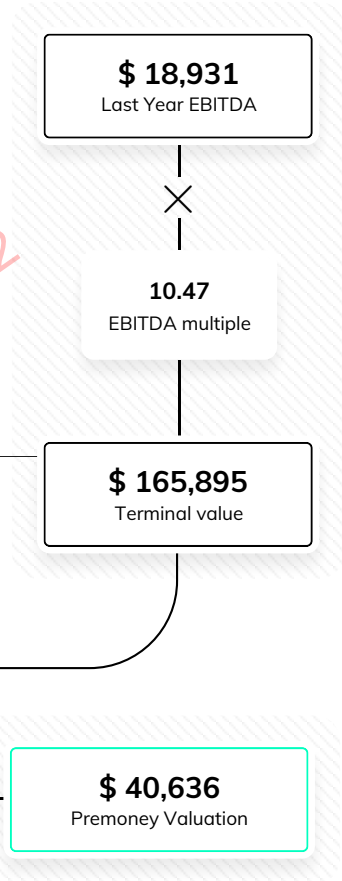 $ 18,931
Last Year EBITDA
10.47
EBITDA multiple
$ 165,895
Terminal value
$ 40,636
Premoney Valuation